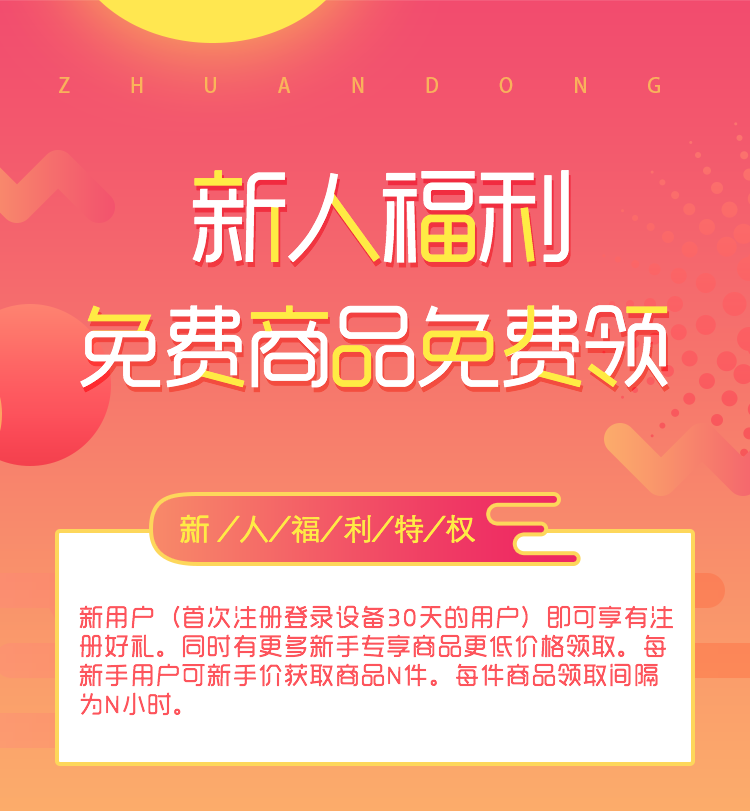 ZHUANDONG
新人福利
免费商品免费领
新/人/福/利/特/权
新用户（首次注册登录设备30天的用户）即可享有注
册好礼。同时有更多新手专享商品更低价格领取。每
新手用户可新手价获取商品N件。每件商品领取间隔
为N小时。